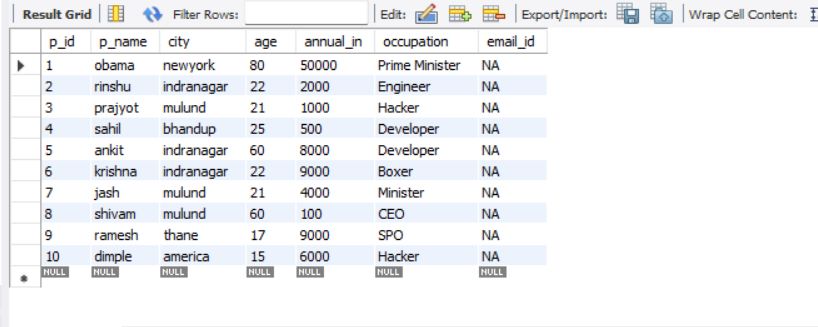 Result Grid Filter Rows: Edit: Export/Import: Wrap Cell Content:
p_id p_name city age annual_in occupation email_id
1 obama newyork 80 50000 Prime Minister NA
2 rinshu indranagar 22 2000 Engineer NA
3 prajyot mulund 21 1000 Hacker NA
4 sahil bhandup 25 500 Developer NA
5 ankit indranagar 60 8000 Developer NA
6 krishna indranagar 22 9000 Boxer NA
7 jash mulund 21 4000 Minister NA
8 shivam mulund 60 100 CEO NA
9 ramesh thane 17 9000 SPO NA
10 dimple america 15 6000 Hacker NA
NULL NULL NULL NULL NULL NULL NULL